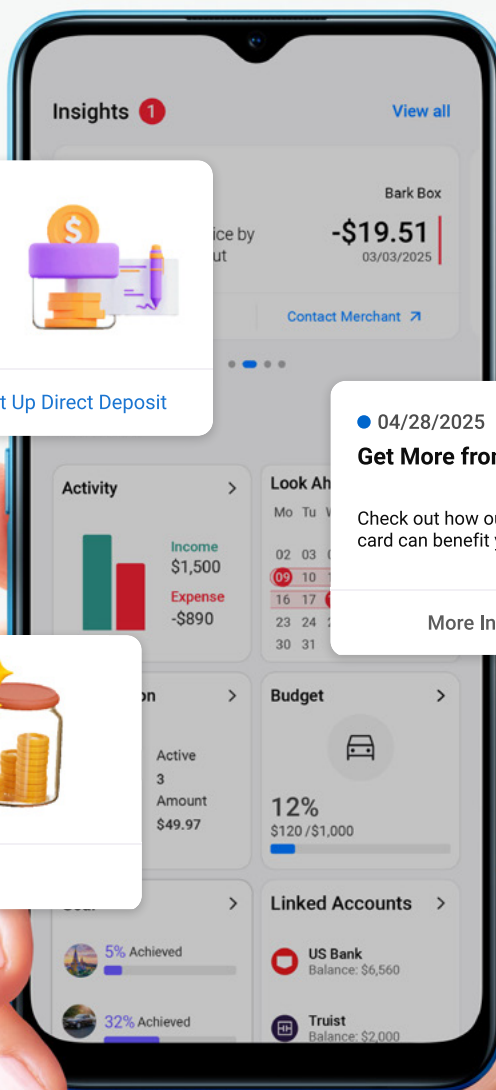 Insights 1
View all
Bark Box
ice by
-$19.51
ut
03/03/2025
Contact Merchant
t Up Direct Deposit
04/28/2025
Get More fro
Check out how o
card can benefit
More In
Activity
Income
$1,500
Expense
-$890
Look Ah
Mo Tu
02 03
09 10
16 17
23 24
30 31
on
Active
3
Amount
$49.97
Budget
12%
$120 /$1,000
5% Achieved
32% Achieved
Linked Accounts
US Bank
Balance: $6,560
Truist
Balance: $2,000